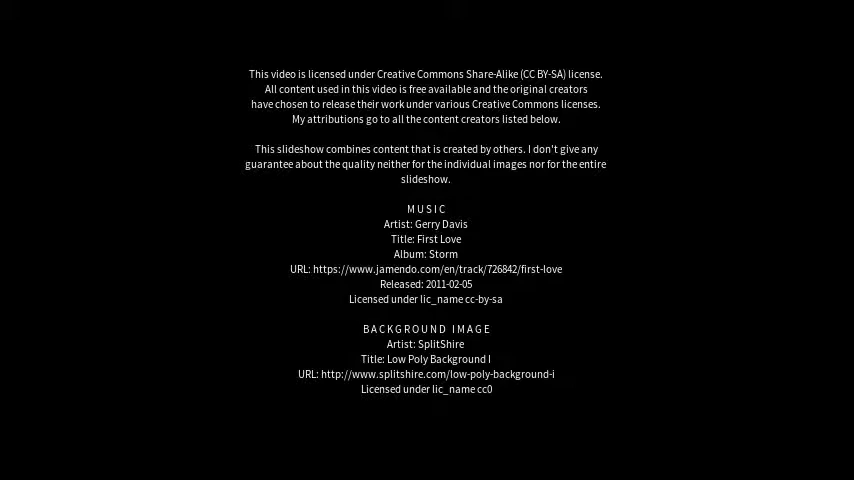 This video is licensed under Creative Commons Share-Alike (CC BY-SA) license.
All content used in this video is free available and the original creators
have chosen to release their work under various Creative Commons licenses.
My attributions go to all the content creators listed below.
This slideshow combines content that is created by others. I don't give any
guarantee about the quality neither for the individual images nor for the entire
slideshow.
MUSIC
Artist: Gerry Davis
Title: First Love
Album: Storm
URL: https://www.jamendo.com/en/track/726842/first-love
Released: 2011-02-05
Licensed under lic_name cc-by-sa
BACKGROUND IMAGE
Artist: SplitShire
Title: Low Poly Background I
URL: http://www.splitshire.com/low-poly-background-i
Licensed under lic_name cc0